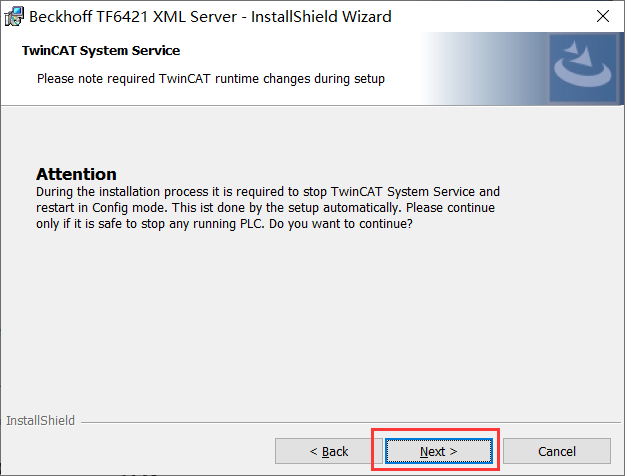 Beckhoff TF6421 XML Server - InstallShield Wizard
TwinCAT System Service
Please note required TwinCAT runtime changes during setup
Attention
During the installation process it is required to stop TwinCAT System Service and
restart in Config mode. This ist done by the setup automatically. Please continue
only if it is safe to stop any running PLC. Do you want to continue?
InstallShield
< Back
Next >
Cancel